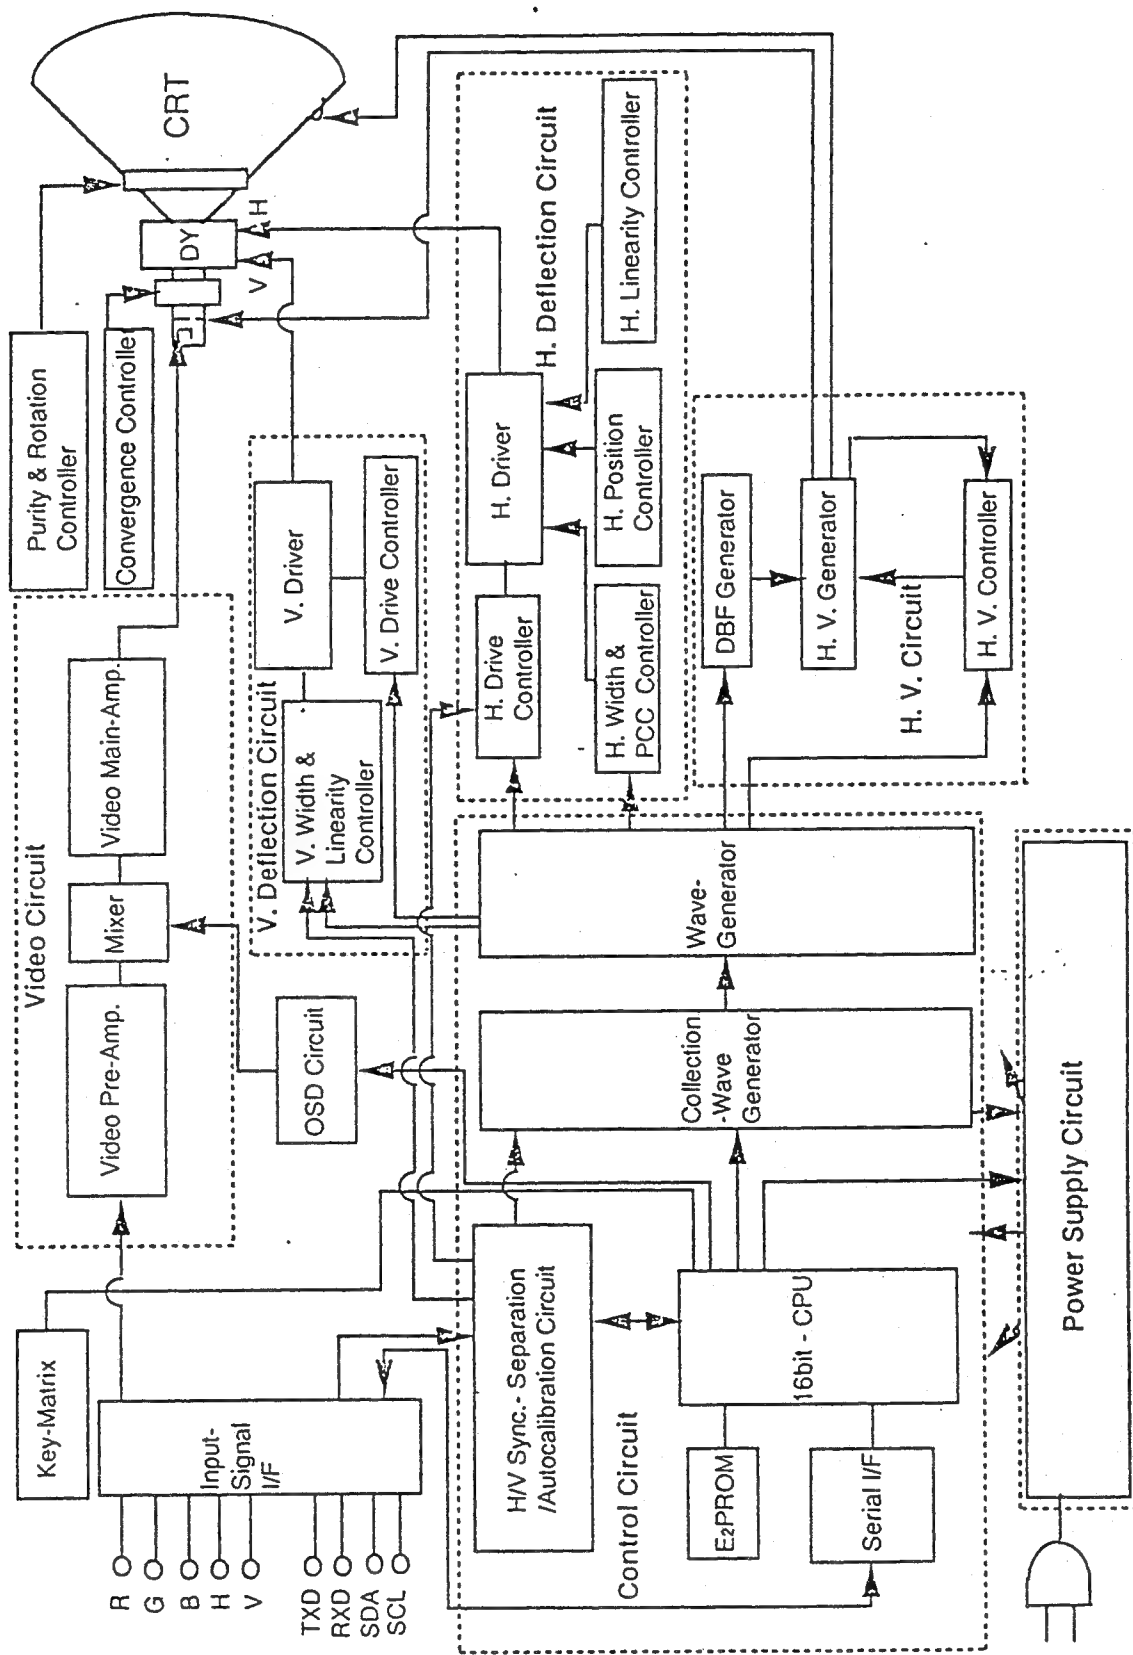 R
G
B
H
V
TXD
RXD
SDA
SCL
Key-Matrix
Input-
Signal
I/F
Video Circuit
Video Pre-Amp.
Mixer
Video Main-Amp.
OSD Circuit
Purity & Rotation
Controller
Convergence Controller
CRT
DY
V
H
V. Deflection Circuit
V. Width &
Linearity
Controller
V. Driver
V. Drive Controller
H. Deflection Circuit
H. Drive
Controller
H. Driver
H. Width &
PCC Controller
H. Position
Controller
H. Linearity Controller
Control Circuit
H/V Sync.- Separation
/Autocalibration Circuit
E2PROM
Serial I/F
16bit - CPU
Collection
-Wave
Generator
Wave-
Generator
H. V. Circuit
DBF Generator
H. V. Generator
H. V. Controller
Power Supply Circuit